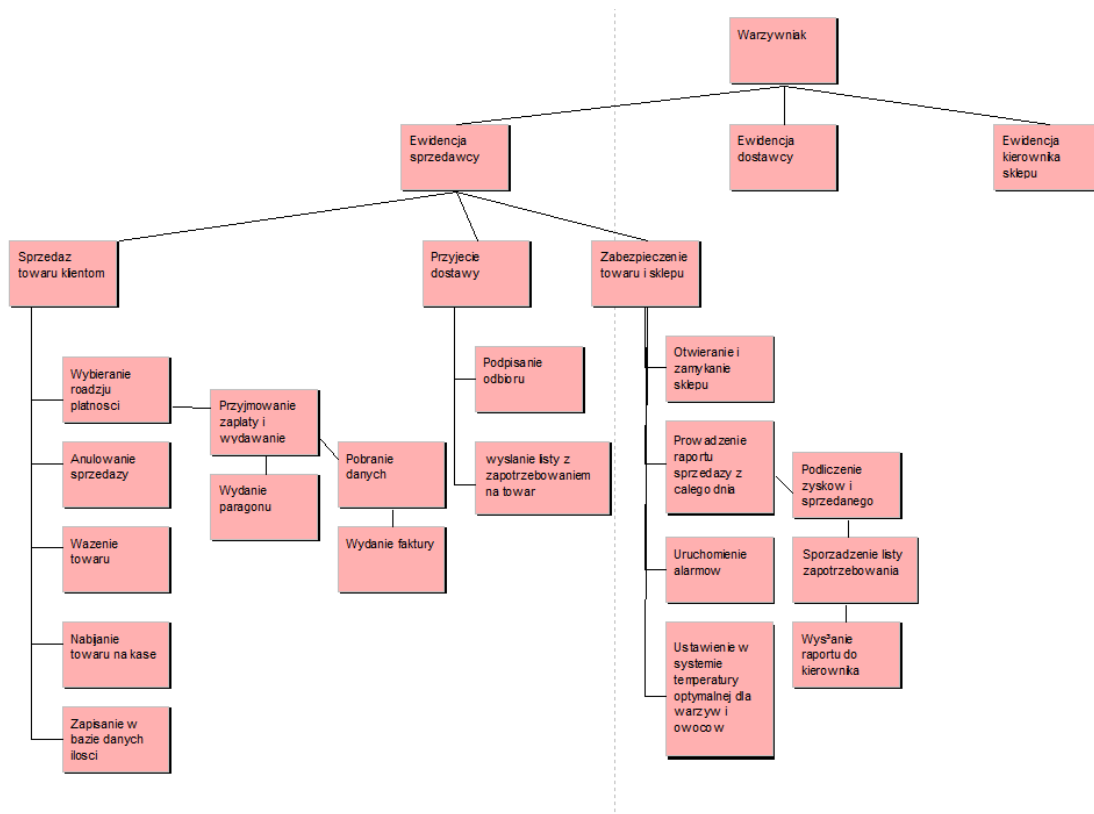 Warzywniak
Ewidencja
sprzedawcy
Ewidencja
dostawcy
Ewidencja
kierownika
sklepu
Sprzedaz
towaru klientom
Przyjecie
dostawy
Zabezpieczenie
towaru i sklepu
Wybieranie
roadzju
platnosci
Przyjmowanie
zaplaty i
wydawanie
Pobranie
danych
Wydanie
paragonu
Wydanie faktury
Anulowanie
sprzedazy
Wazenie
towaru
Nabijanie
towaru na kase
Zapisanie w
bazie danych
ilosci
Podpisanie
odbioru
wyslanie listy z
zapotrzebowaniem
na towar
Otwieranie i
zamykanie
sklepu
Prowadzenie
raportu
sprzedazy z
calego dnia
Podliczenie
zyskow i
sprzedanego
Sporzadzenie listy
zapotrzebowania
Wys³anie
raportu do
kierownika
Uruchomienie
alarmow
Ustawienie w
systemie
temperatury
optymalnej dla
warzyw i
owocow